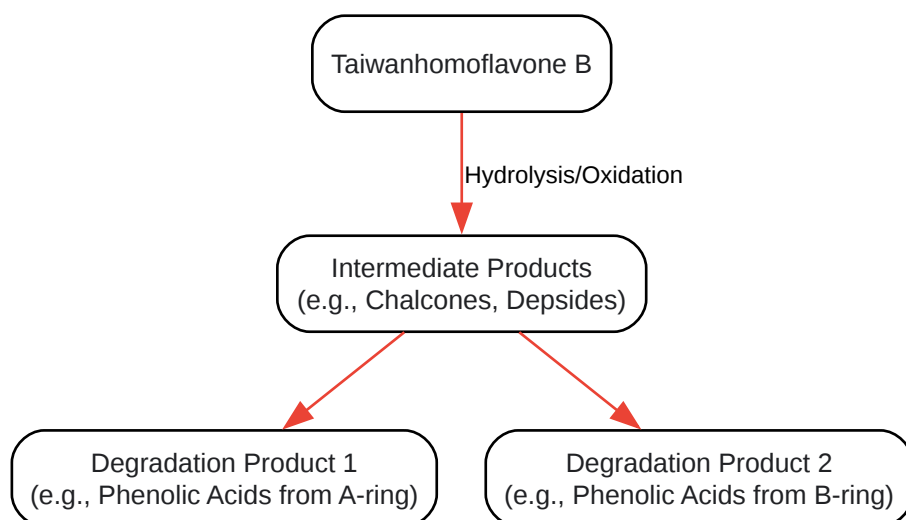 Taiwanhomoflavone B
Hydrolysis/Oxidation
Intermediate Products
(e.g., Chalcones, Depsides)
Degradation Product 1
(e.g., Phenolic Acids from A-ring)
Degradation Product 2
(e.g., Phenolic Acids from B-ring)